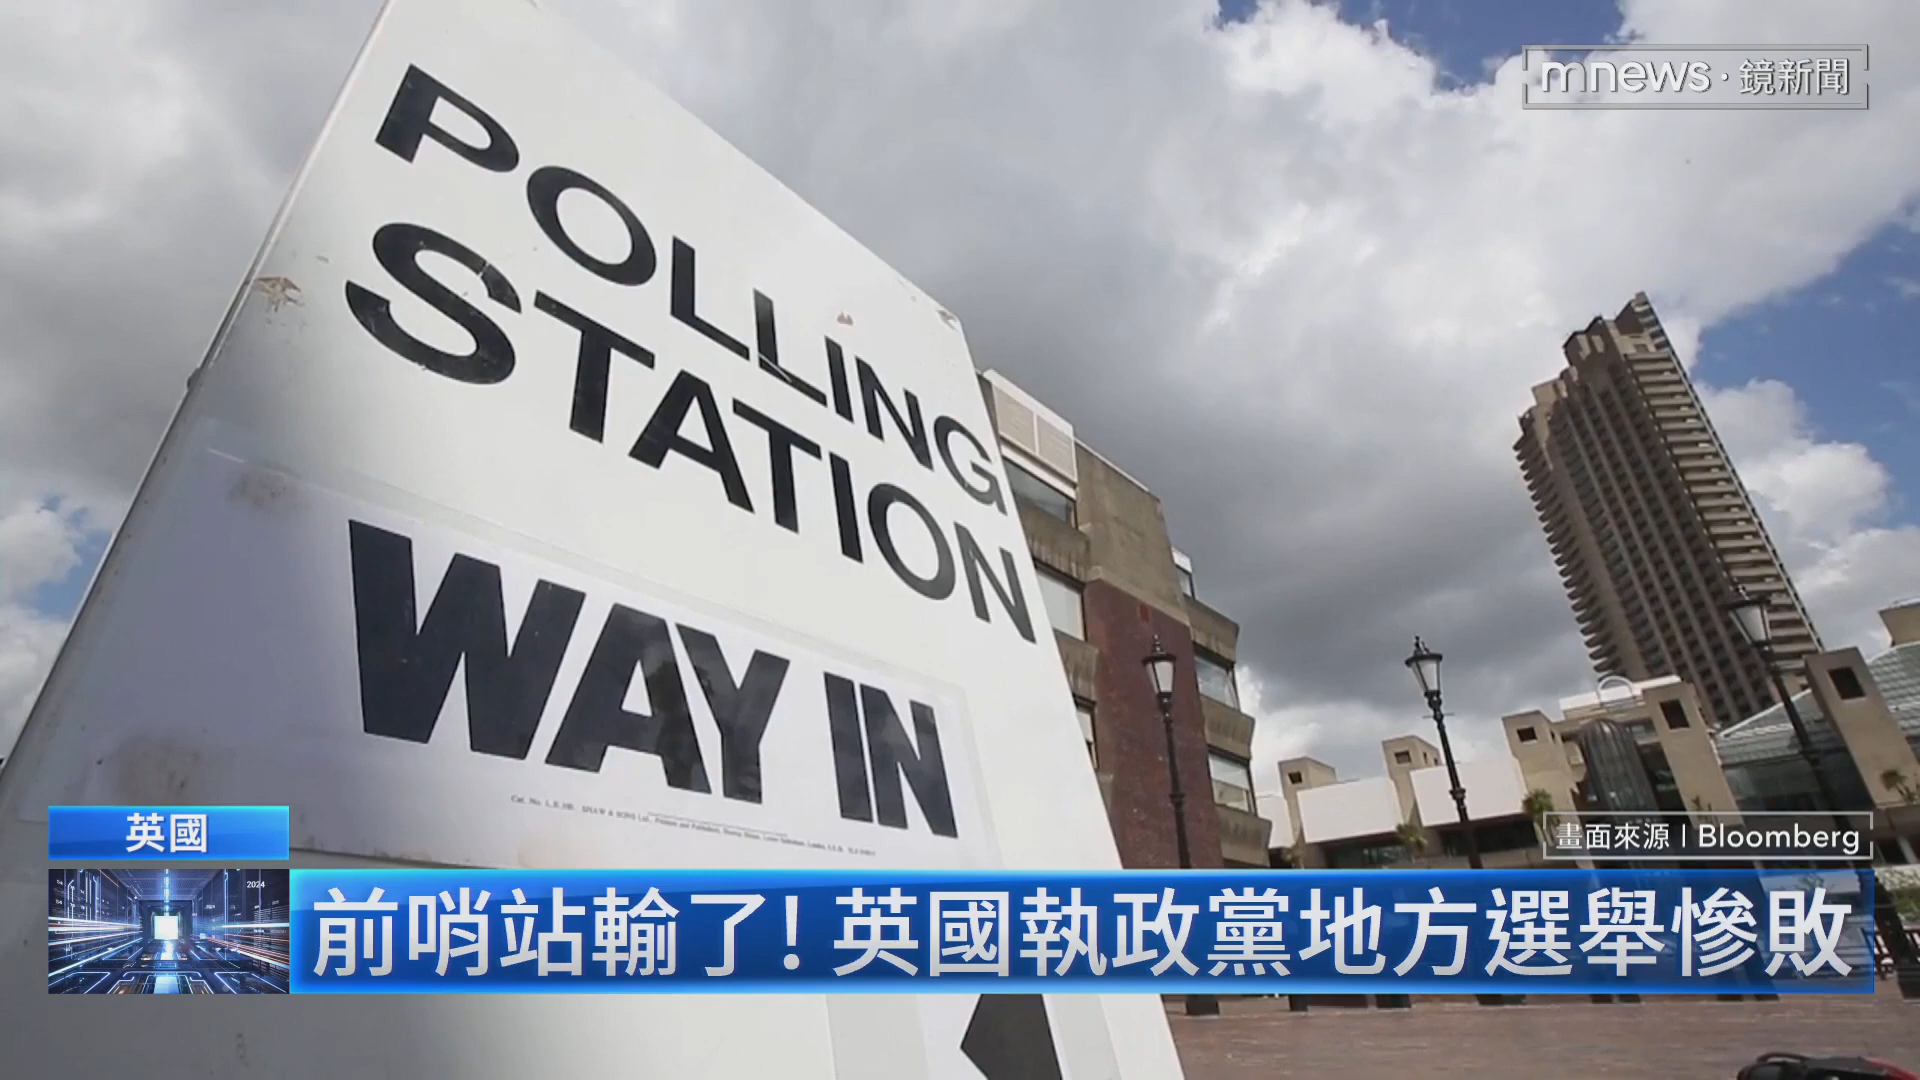 mnews·鏡新聞
POLLING
STATION
WAY IN
英國
畫面來源 | Bloomberg
2024
前哨站輸了!英國執政黨地方選舉慘敗